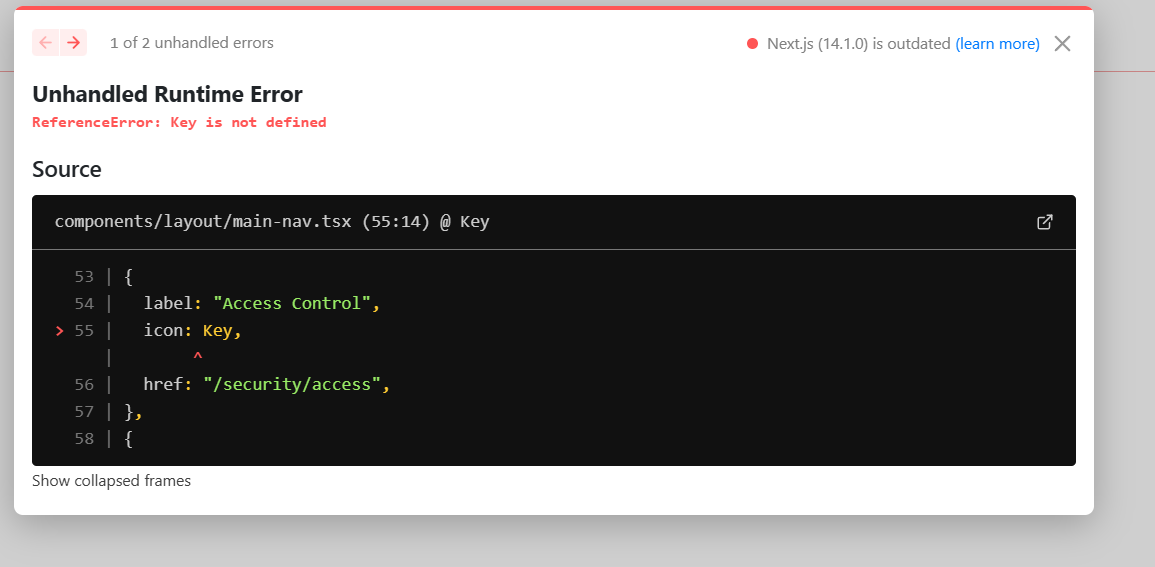 1 of 2 unhandled errors
Next.js (14.1.0) is outdated (learn more)
Unhandled Runtime Error
ReferenceError: Key is not defined
Source
components/layout/main-nav.tsx (55:14) @ Key
53 | {
54 |   label: "Access Control",
> 55 |   icon: Key,
|         ^
56 |   href: "/security/access",
57 | },
58 | {
Show collapsed frames